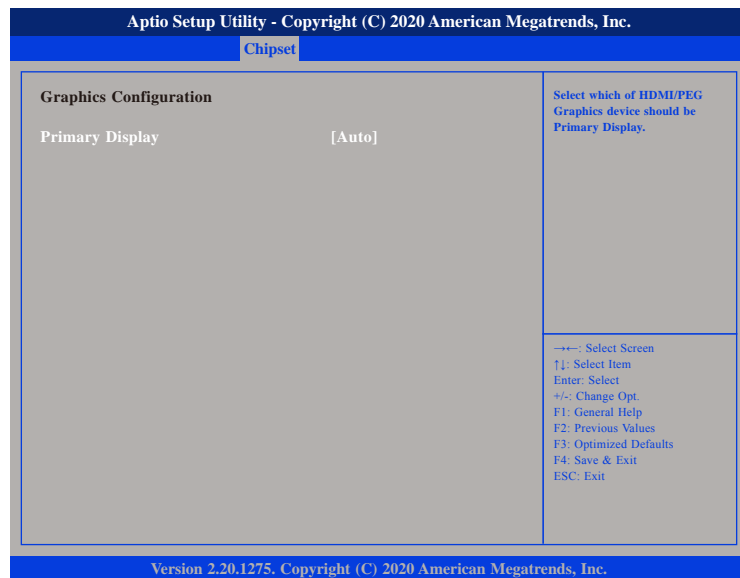 Aptio Setup Utility - Copyright (C) 2020 American Megatrends, Inc.
Chipset
Graphics Configuration
Primary Display [Auto]
Select which of HDMI/PEG
Graphics device should be
Primary Display.
→←: Select Screen
↑↓: Select Item
Enter: Select
+/-: Change Opt.
F1: General Help
F2: Previous Values
F3: Optimized Defaults
F4: Save & Exit
ESC: Exit
Version 2.20.1275. Copyright (C) 2020 American Megatrends, Inc.